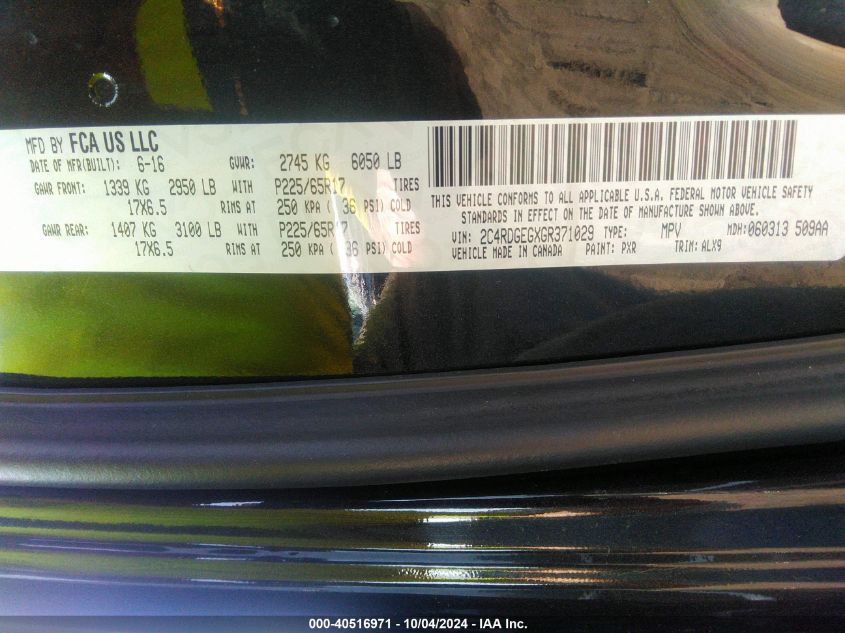 MFD BY FCA US LLC
DATE OF MFR(BUILT): 6-16 GVWR: 2745 KG 6050 LB
GAWR FRONT: 1339 KG 2950 LB WITH P225/65R17 TIRES
17X6.5 RIMS AT 250 KPA ( 36 PSI) COLD
GAWR REAR: 1407 KG 3100 LB WITH P225/65R17 TIRES
17X6.5 RIMS AT 250 KPA ( 36 PSI) COLD
THIS VEHICLE CONFORMS TO ALL APPLICABLE U.S.A. FEDERAL MOTOR VEHICLE SAFETY
STANDARDS IN EFFECT ON THE DATE OF MANUFACTURE SHOWN ABOVE.
VIN: 2C4RDGEGXGR371029 TYPE: MPV MDH: 060313 509AA
VEHICLE MADE IN CANADA PAINT: PXR TRIM: ALX9
000-40516971 - 10/04/2024 - IAA Inc.